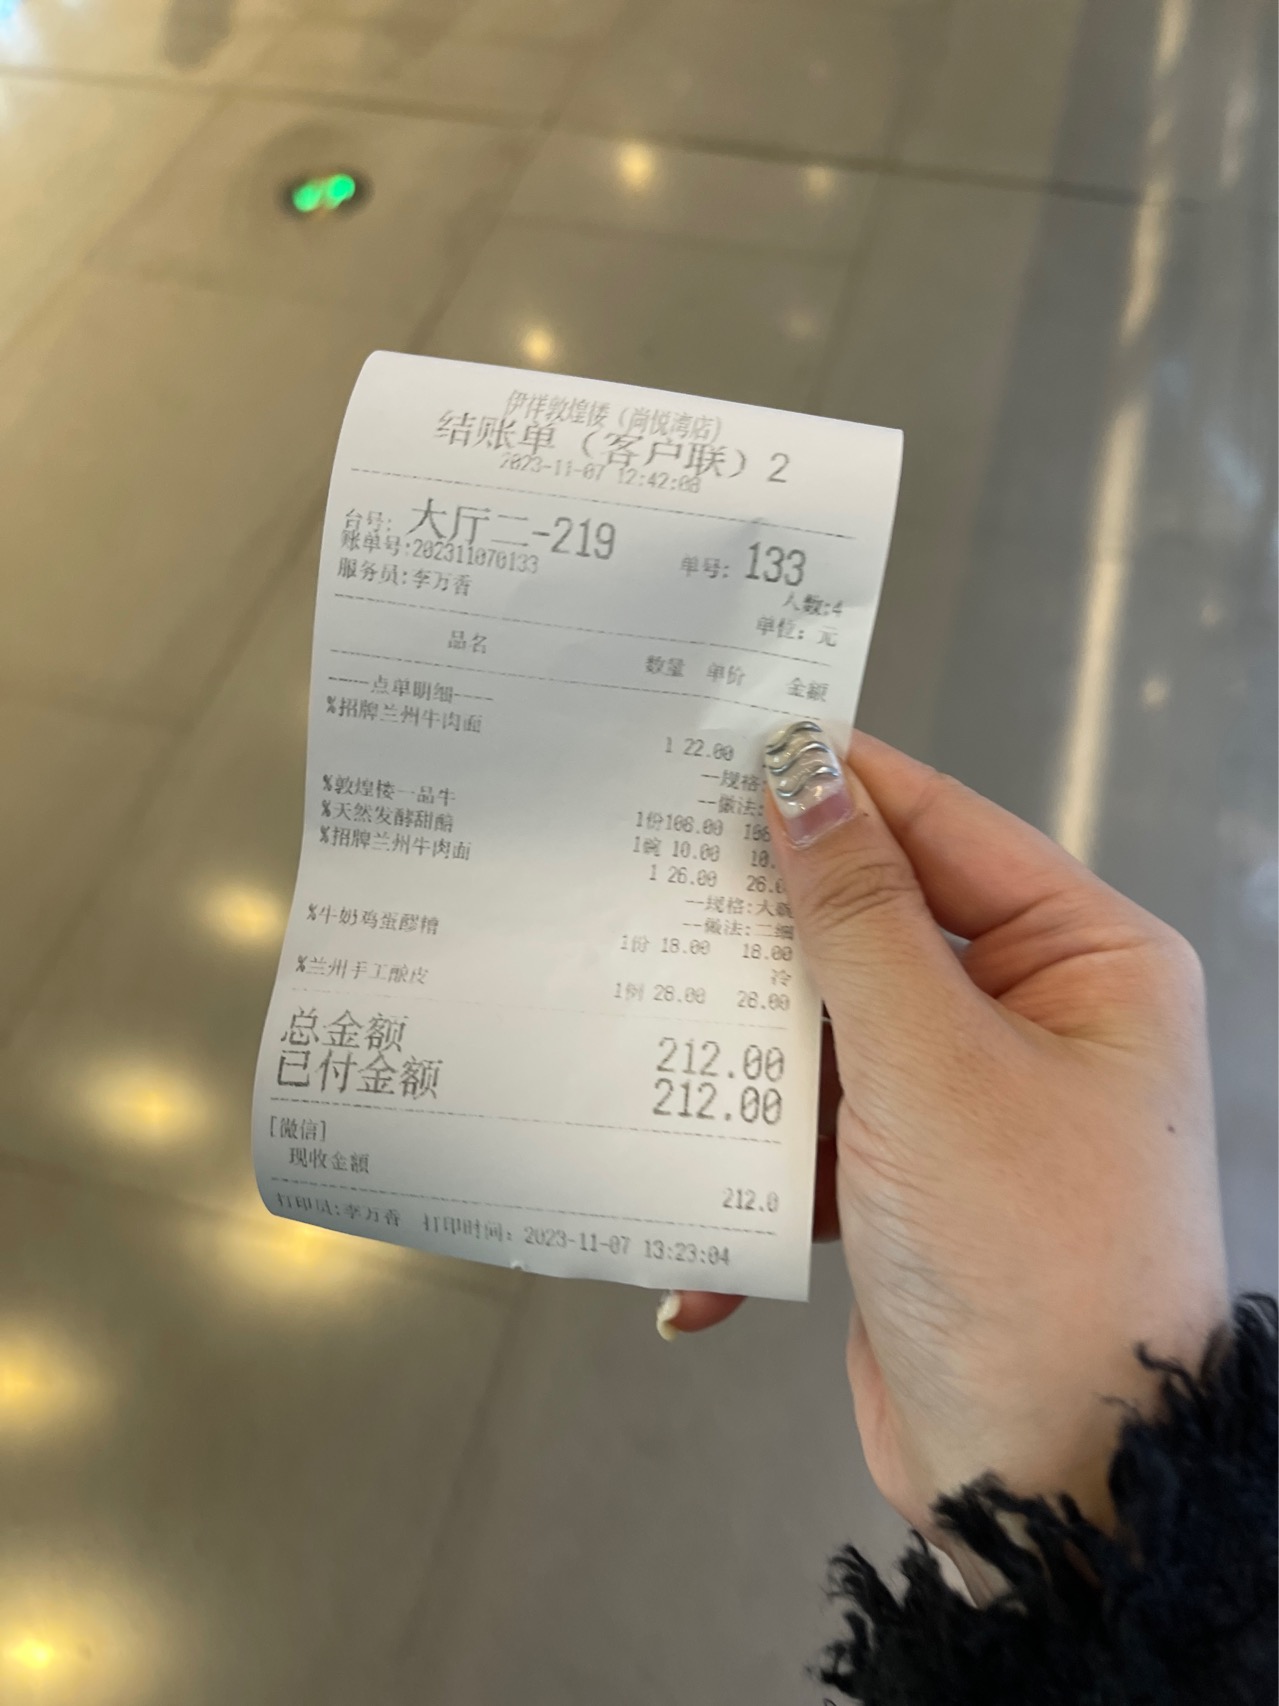 伊祥敦煌楼（尚悦湾店）
结账单（客户联）2
2023-11-07 12:42:08
台号: 大厅二-219 单号: 133
账单号:202311070133 人数:4
服务员:李万香 单位: 元
品名 数量 单价 金额
-----点单明细-----
%招牌兰州牛肉面
1 22.00
--规格:
--做法:
%敦煌楼一品牛 1份106.00 106
%天然发酵甜醅 1碗 10.00 10.
%招牌兰州牛肉面 1 26.00 26.0
--规格:大碗
--做法:二细
%牛奶鸡蛋醪糟 1份 18.00 18.00
冷
%兰州手工酿皮 1例 28.00 28.00
总金额 212.00
已付金额 212.00
[微信]
现收金额 212.0
打印员:李万香 打印时间: 2023-11-07 13:23:04